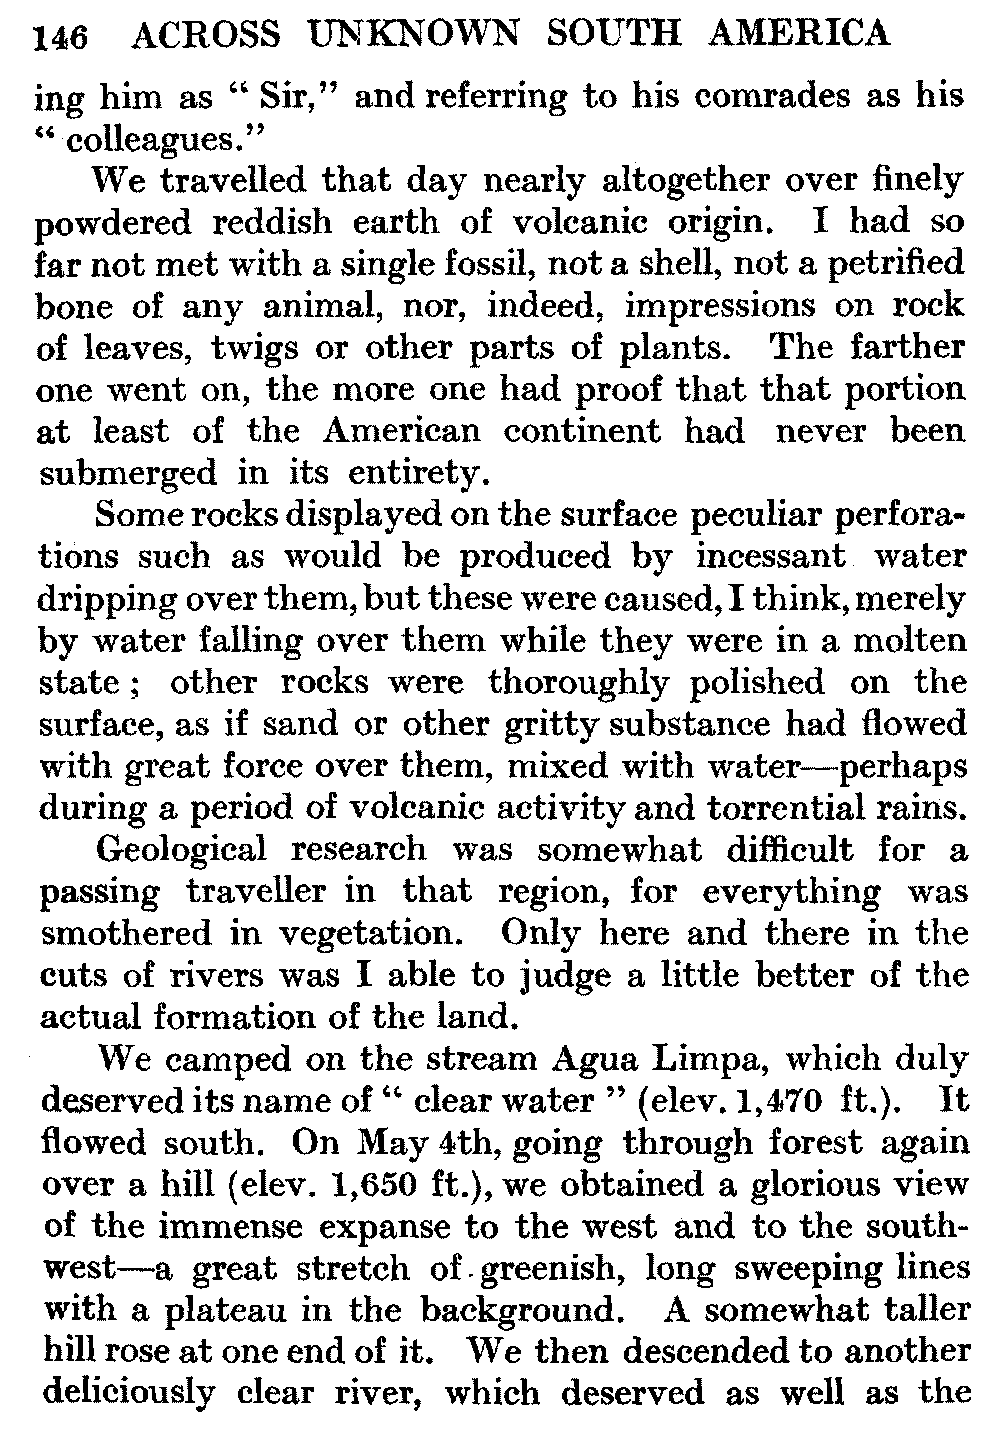 146 ACROSS UNKNOWN SOUTH AMERICA
ing him as “ Sir,” and referring to his comrades as his
“ colleagues.”
We travelled that day nearly altogether over finely
powdered reddish earth of volcanic origin. I had so
far not met with a single fossil, not a shell, not a petrified
bone of any animal, nor, indeed, impressions on rock
of leaves, twigs or other parts of plants. The farther
one went on, the more one had proof that that portion
at least of the American continent had never been
submerged in its entirety.
Some rocks displayed on the surface peculiar perfora-
tions such as would be produced by incessant water
dripping over them, but these were caused, I think, merely
by water falling over them while they were in a molten
state ; other rocks were thoroughly polished on the
surface, as if sand or other gritty substance had flowed
with great force over them, mixed with water—perhaps
during a period of volcanic activity and torrential rains.
Geological research was somewhat difficult for a
passing traveller in that region, for everything was
smothered in vegetation. Only here and there in the
cuts of rivers was I able to judge a little better of the
actual formation of the land.
We camped on the stream Agua Limpa, which duly
deserved its name of “ clear water ” (elev. 1,470 ft.). It
flowed south. On May 4th, going through forest again
over a hill (elev. 1,650 ft.), we obtained a glorious view
of the immense expanse to the west and to the south-
west—a great stretch of greenish, long sweeping lines
with a plateau in the background. A somewhat taller
hill rose at one end of it. We then descended to another
deliciously clear river, which deserved as well as the